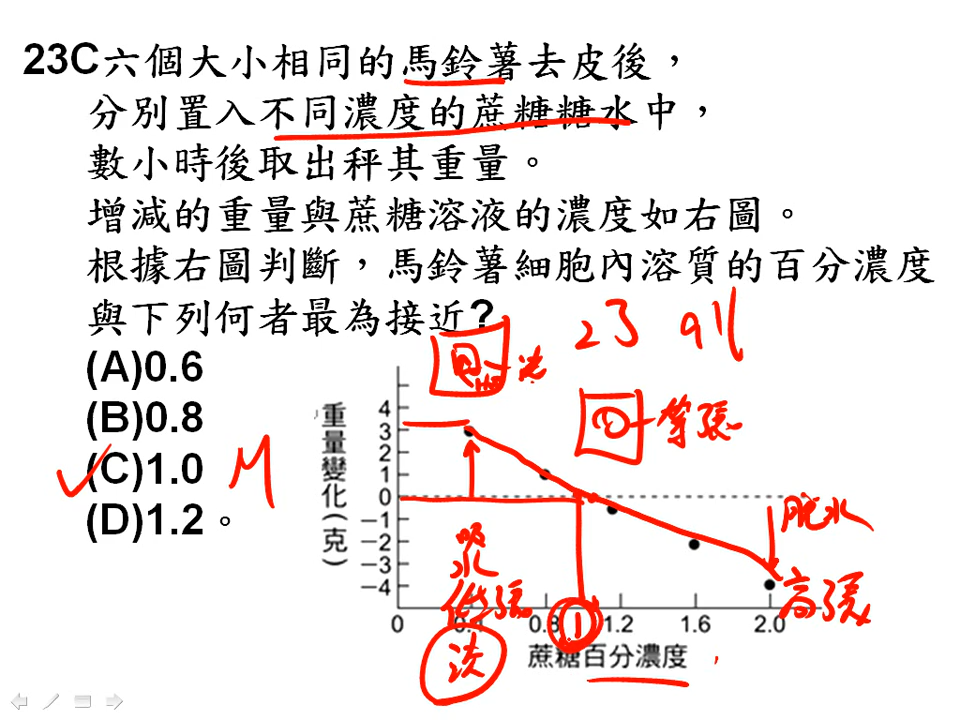 23C六個大小相同的馬鈴薯去皮後，
分別置入不同濃度的蔗糖糖水中，
數小時後取出秤其重量。
增減的重量與蔗糖溶液的濃度如右圖。
根據右圖判斷，馬鈴薯細胞內溶質的百分濃度
與下列何者最為接近?
(A)0.6
(B)0.8
(C)1.0
(D)1.2。
M
23
等張
重量變化(克)
4
3
2
1
0
-1
-2
-3
-4
脫水
高張
吸水
低張
淡
0
0.4
0.8
1
1.2
1.6
2.0
蔗糖百分濃度